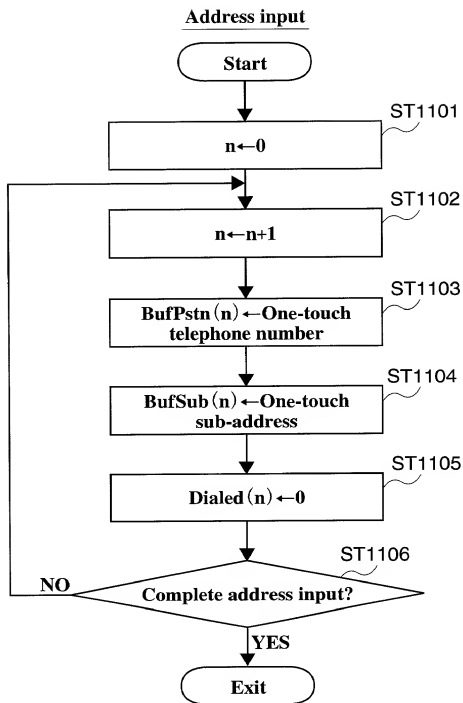 Address input
Start
ST1101
n←0
ST1102
n←n+1
ST1103
BufPstn(n)←One-touch
telephone number
ST1104
BufSub(n)←One-touch
sub-address
ST1105
Dialed(n)←0
ST1106
Complete address input?
NO
YES
Exit